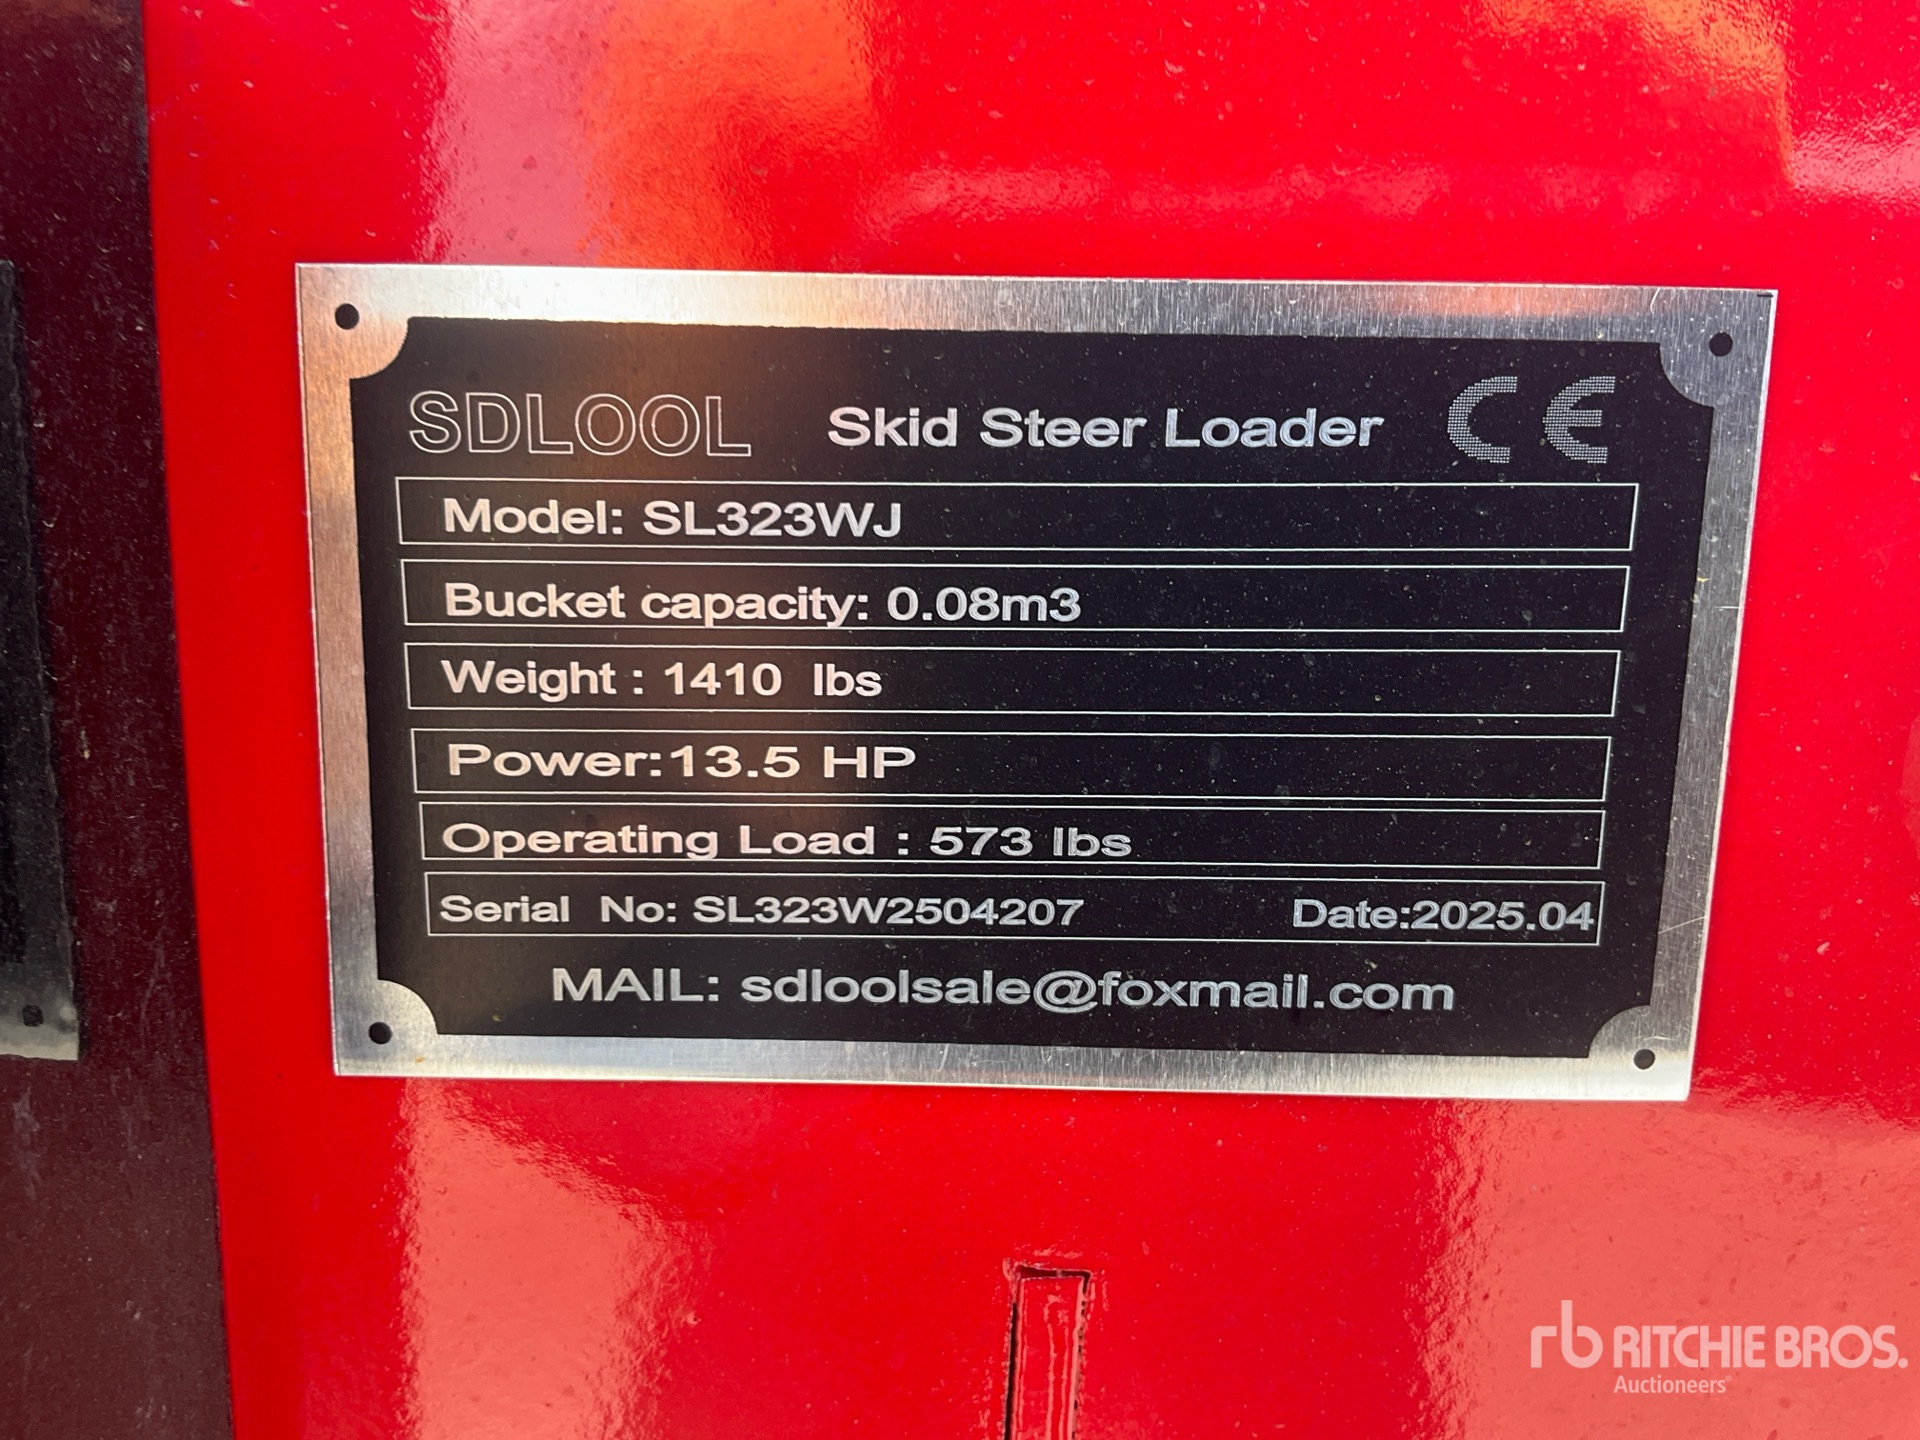 SDLOOL Skid Steer Loader CE
Model: SL323WJ
Bucket capacity: 0.08m3
Weight : 1410 lbs
Power:13.5 HP
Operating Load : 573 lbs
Serial No: SL323W2504207 Date:2025.04
MAIL: sdloolsale@foxmail.com
rb RITCHIE BROS.
Auctioneers